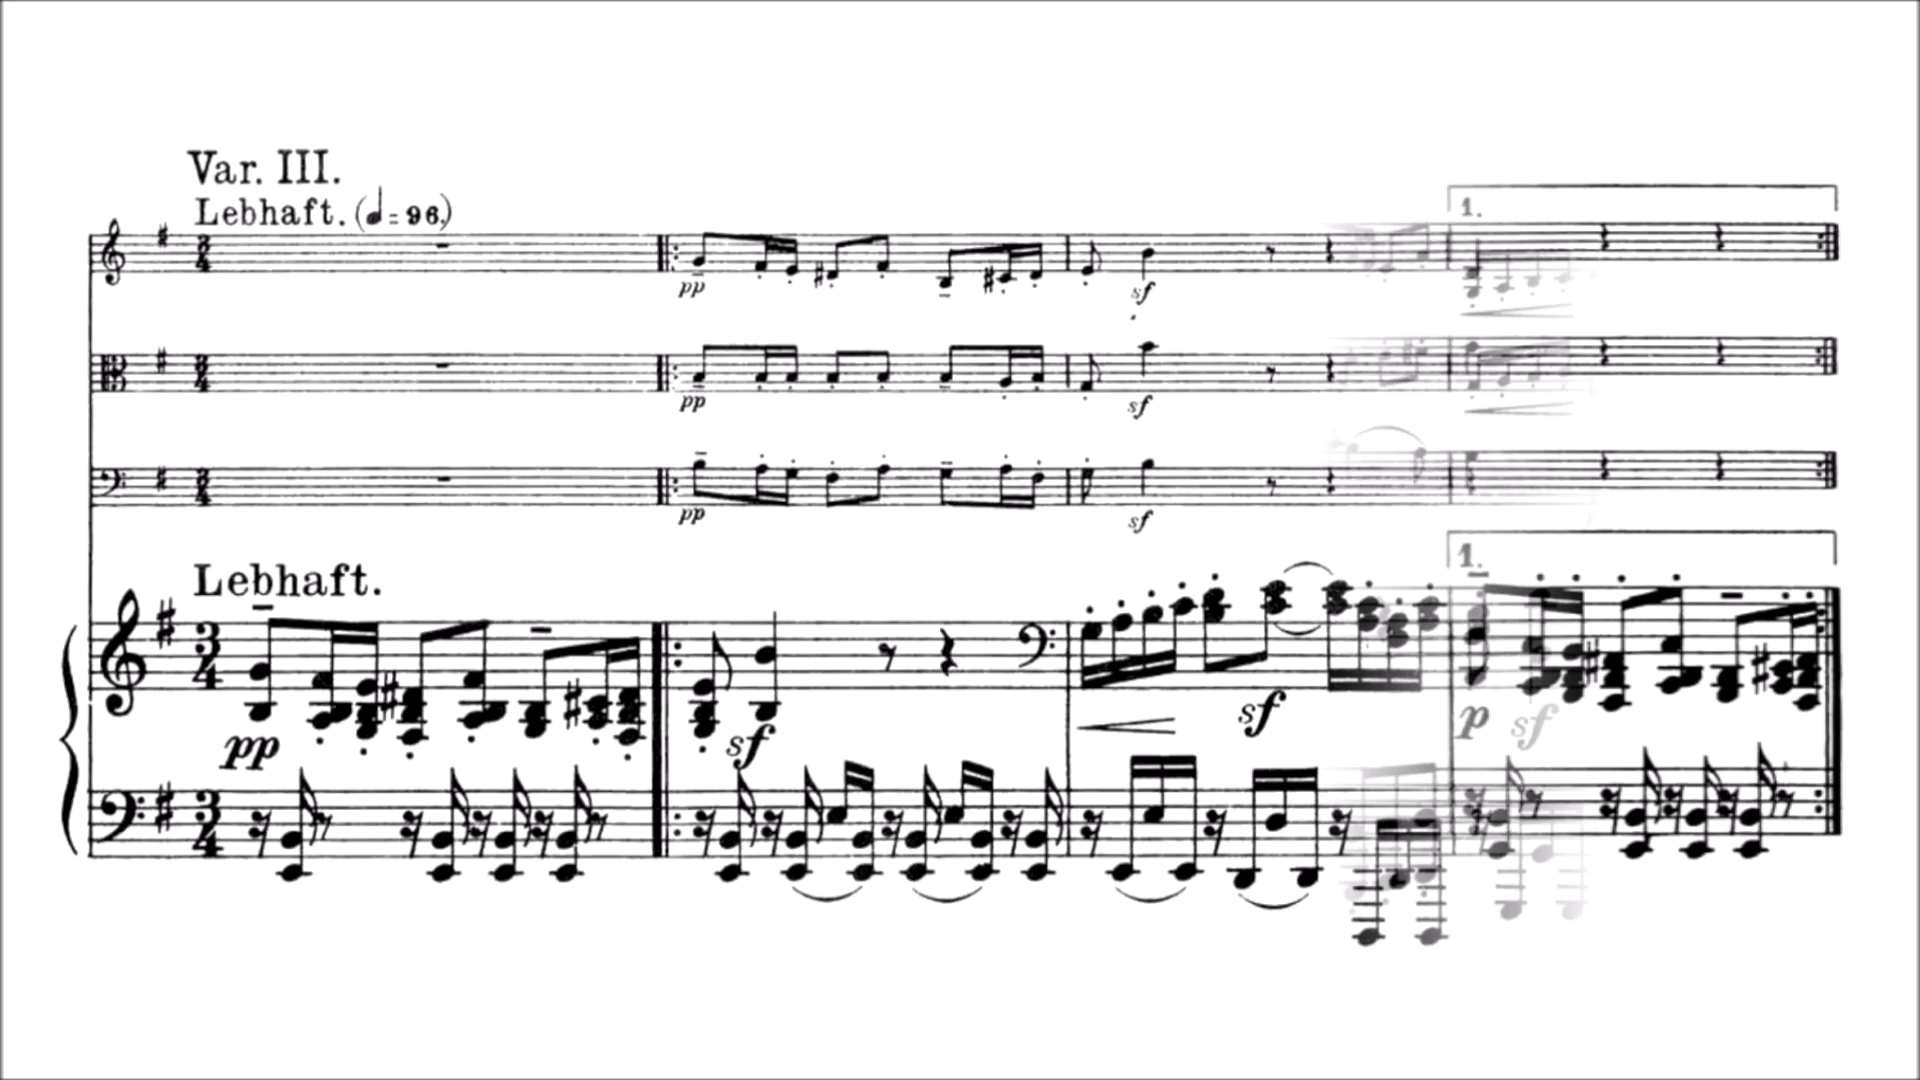 Var. III.
Lebhaft. (♩= 96.)
1.
pp
sf
pp
sf
pp
sf
1.
Lebhaft.
pp
sf
sf
p
sf